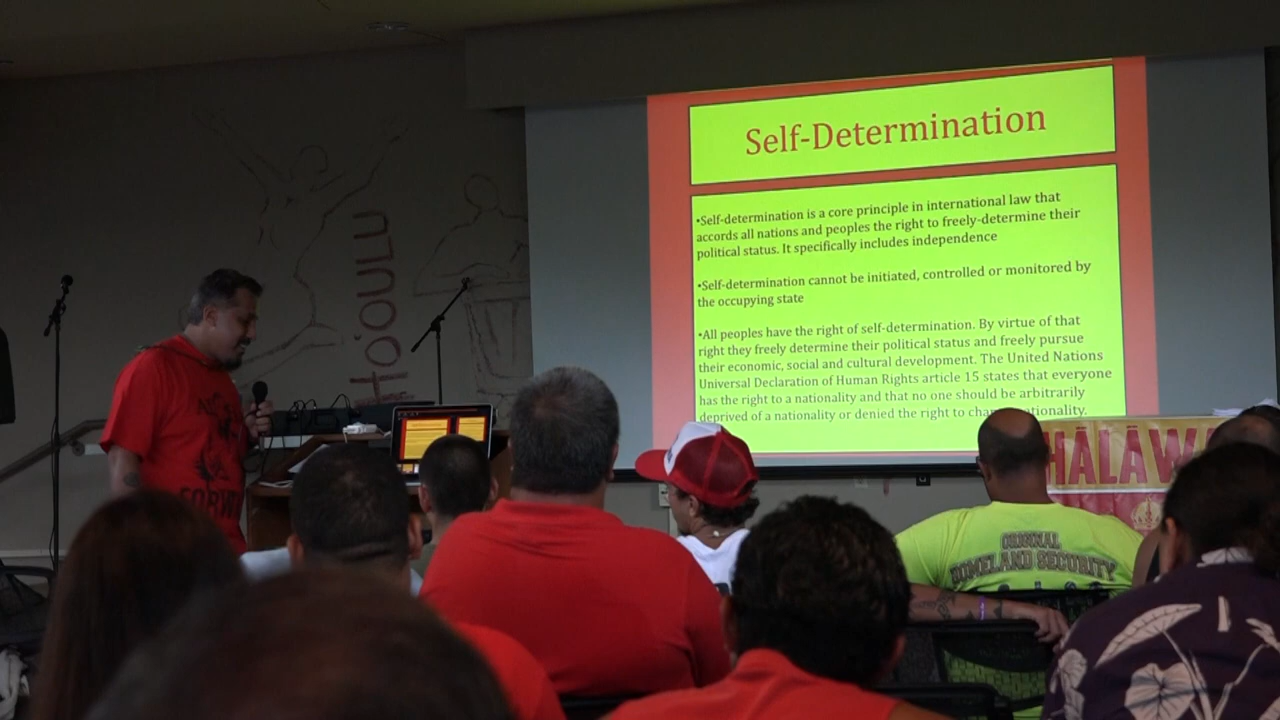 Self-Determination
•Self-determination is a core principle in international law that
accords all nations and peoples the right to freely-determine their
political status. It specifically includes independence
•Self-determination cannot be initiated, controlled or monitored by
the occupying state
•All peoples have the right of self-determination. By virtue of that
right they freely determine their political status and freely pursue
their economic, social and cultural development. The United Nations
Universal Declaration of Human Rights article 15 states that everyone
has the right to a nationality and that no one should be arbitrarily
deprived of a nationality or denied the right to
HO'OULU
HĀLAWA
ORIGINAL
HOMELAND SECURITY